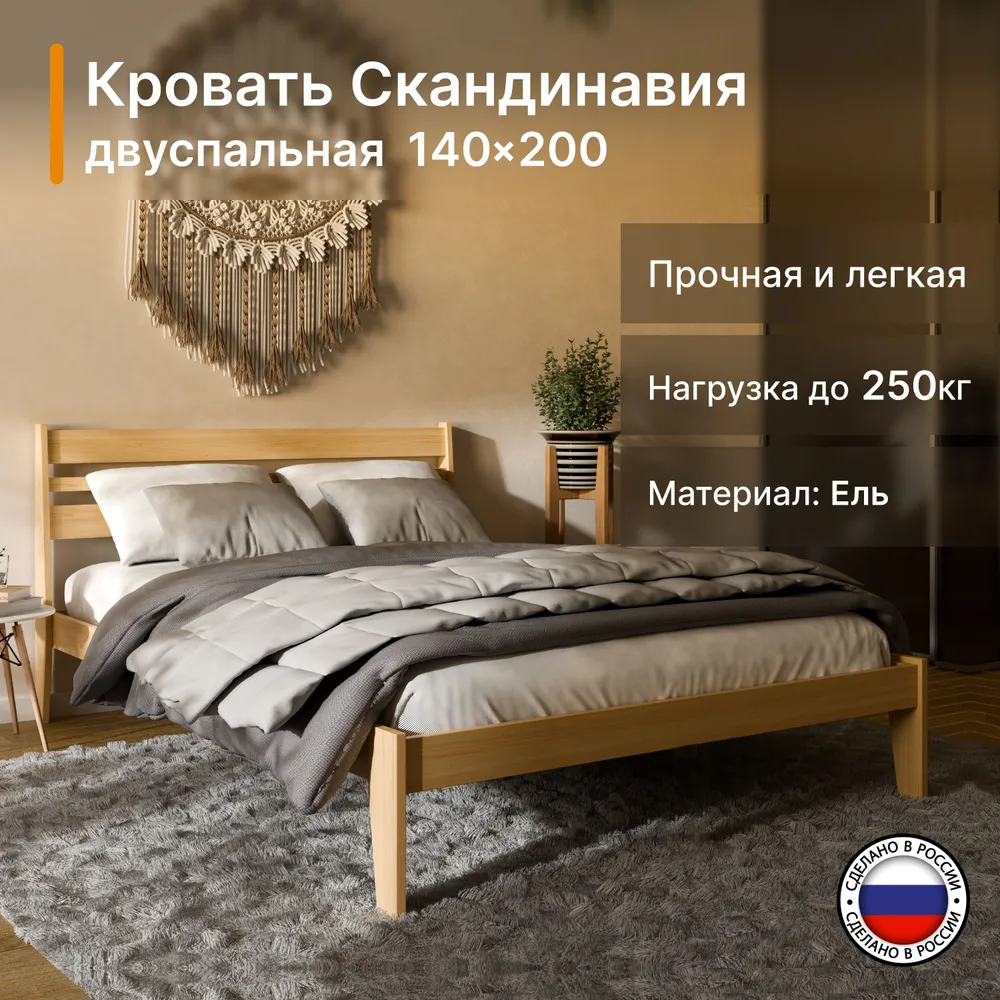 Кровать Скандинавия
двуспальная 140×200
Прочная и легкая
Нагрузка до 250кг
Материал: Ель
СДЕЛАНО В РОССИИ
СДЕЛАНО В РОССИИ